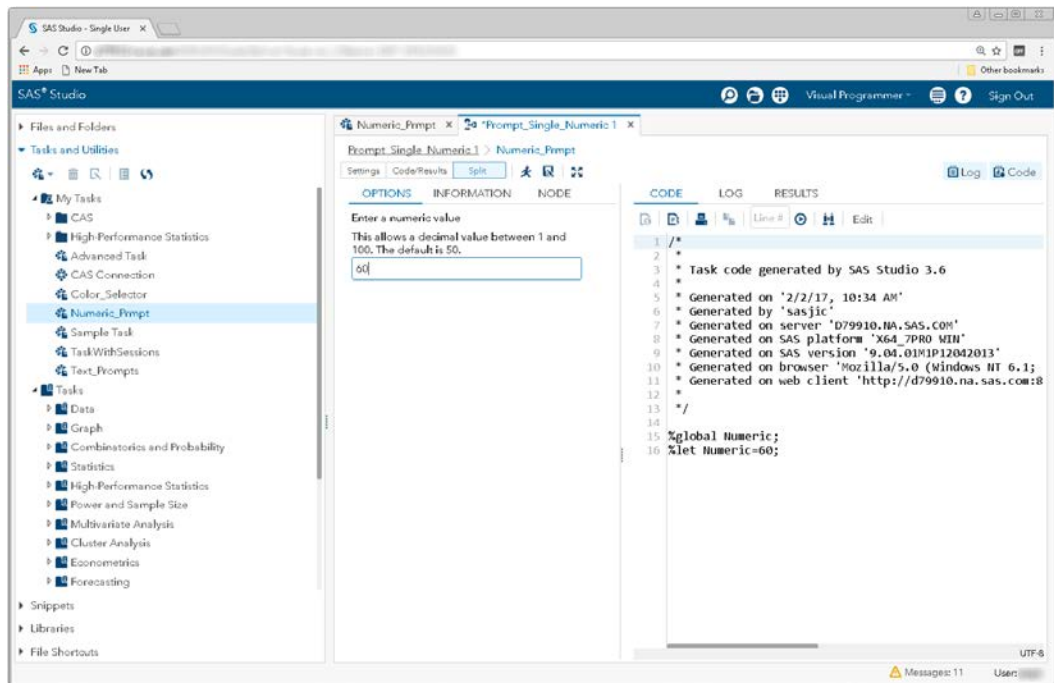 SAS Studio - Single User
Apps New Tab
Other bookmarks
SAS® Studio
Visual Programmer
Sign Out
Files and Folders
Tasks and Utilities
My Tasks
CAS
High-Performance Statistics
Advanced Task
CAS Connection
Color_Selector
Numeric_Prmpt
Sample Task
TaskWithSessions
Text_Prompts
Tasks
Data
Graph
Combinatorics and Probability
Statistics
High-Performance Statistics
Power and Sample Size
Multivariate Analysis
Cluster Analysis
Econometrics
Forecasting
Snippets
Libraries
File Shortcuts
Numeric_Prmpt × *Prompt_Single_Numeric 1 ×
Prompt_Single_Numeric 1 > Numeric_Prmpt
Settings Code/Results Split
OPTIONS INFORMATION NODE
Enter a numeric value
This allows a decimal value between 1 and
100. The default is 50.
60
Log Code
CODE LOG RESULTS
Line # Edit
1 /*
2 *
3 * Task code generated by SAS Studio 3.6
4 *
5 * Generated on '2/2/17, 10:34 AM'
6 * Generated by 'sasjic'
7 * Generated on server 'D79910.NA.SAS.COM'
8 * Generated on SAS platform 'X64_7PRO WIN'
9 * Generated on SAS version '9.04.01M1P12042013'
10 * Generated on browser 'Mozilla/5.0 (Windows NT 6.1;
11 * Generated on web client 'http://d79910.na.sas.com:8
12 *
13 */
14
15 %global Numeric;
16 %let Numeric=60;
UTF-8
Messages: 11 User: